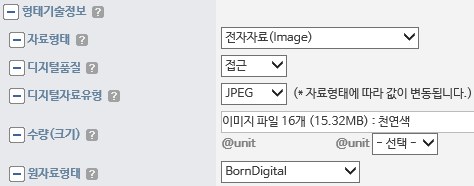 형태기술정보 ?
자료형태 ? 전자자료(Image)
디지털품질 ? 접근
디지털자료유형 ? JPEG (* 자료형태에 따라 값이 변동됩니다.)
수량(크기) ? 이미지 파일 16개 (15.32MB) : 천연색
@unit @unit - 선택 -
원자료형태 ? BornDigital